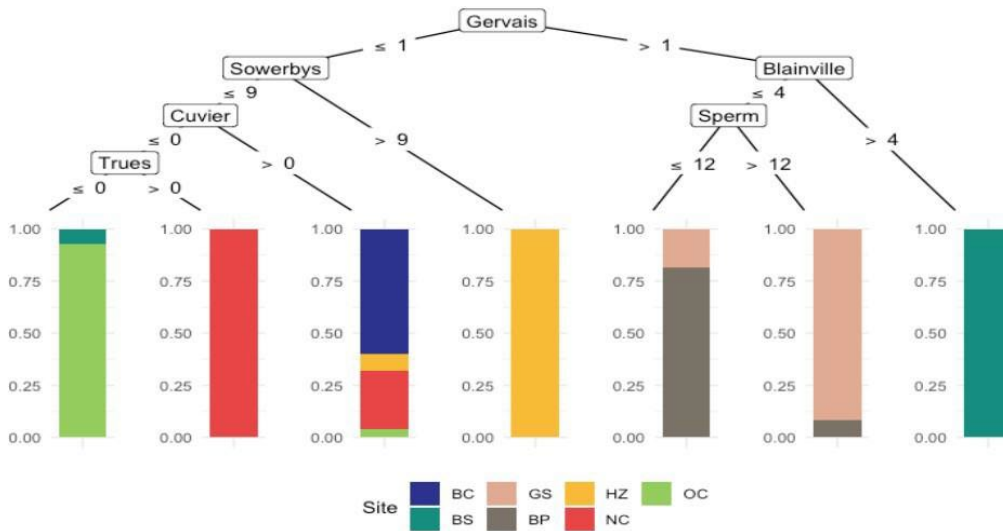 Gervais
≤ 1 > 1
Sowerbys Blainville
≤ 9 ≤ 4
Cuvier Sperm
≤ 0 > 9 > 4
Trues > 0 ≤ 12 > 12
≤ 0 > 0
1.00 1.00 1.00 1.00 1.00 1.00 1.00
0.75 0.75 0.75 0.75 0.75 0.75 0.75
0.50 0.50 0.50 0.50 0.50 0.50 0.50
0.25 0.25 0.25 0.25 0.25 0.25 0.25
0.00 0.00 0.00 0.00 0.00 0.00 0.00
Site BC GS HZ OC
BS BP NC